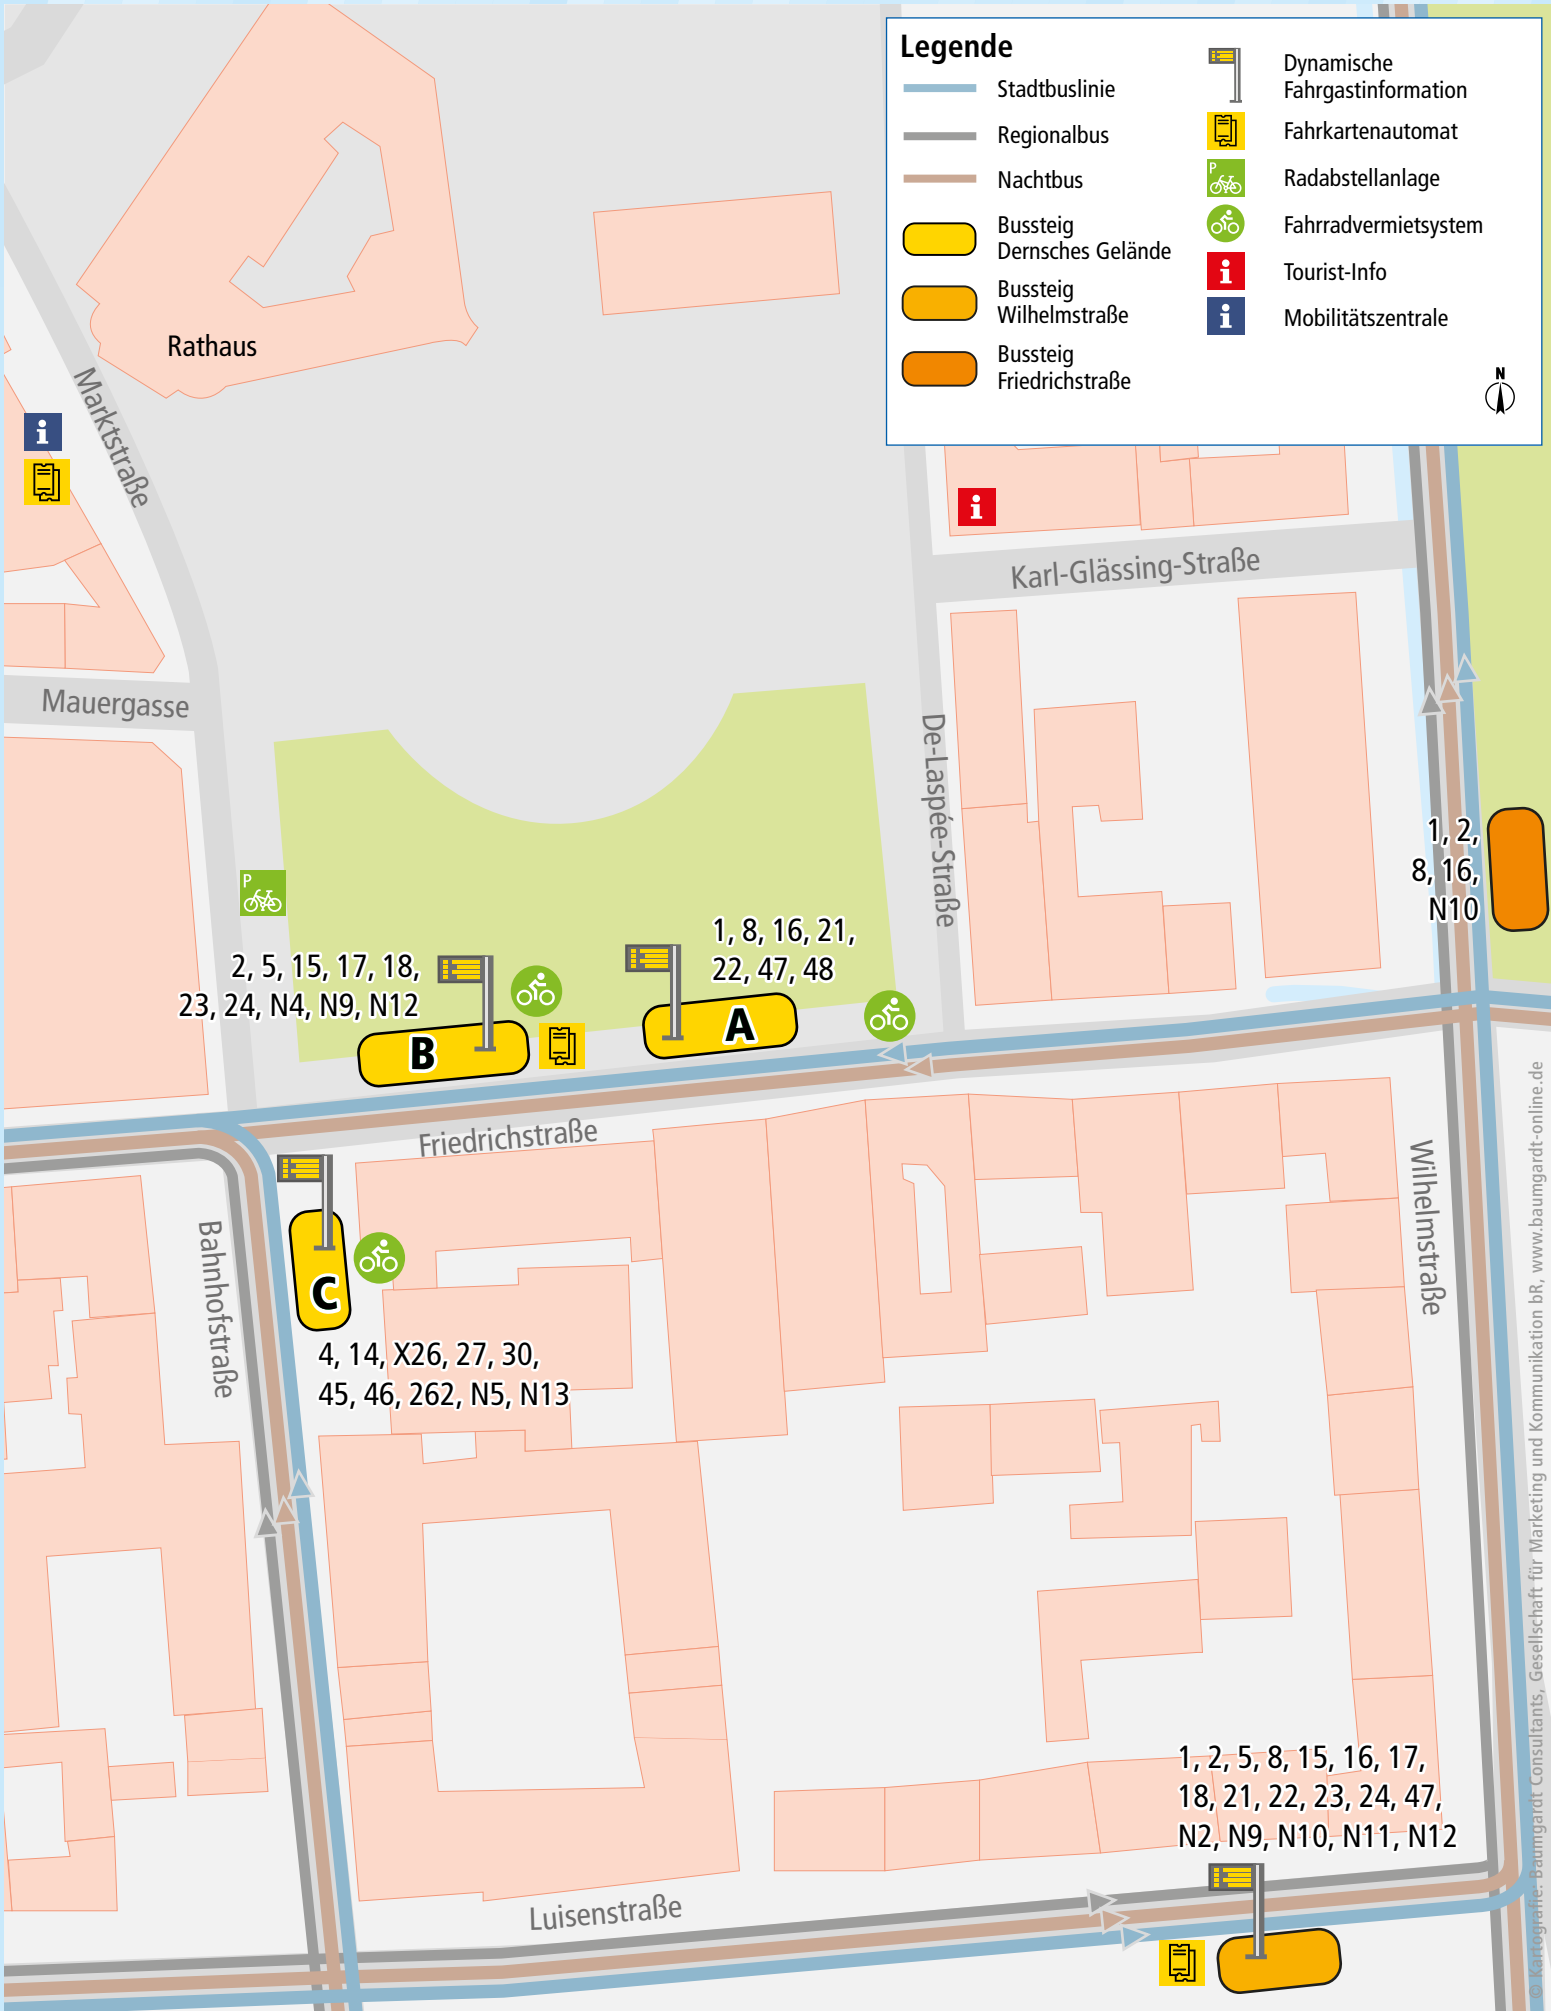 Legende
Stadtbuslinie
Regionalbus
Nachtbus
Bussteig
Dernsches Gelände
Bussteig
Wilhelmstraße
Bussteig
Friedrichstraße
Dynamische
Fahrgastinformation
Fahrkartenautomat
P
Radabstellanlage
Fahrradvermietsystem
i
Tourist-Info
i
Mobilitätszentrale
N
Rathaus
Marktstraße
i
i
Karl-Glässing-Straße
Mauergasse
De-Laspée-Straße
1, 2,
8, 16,
N10
P
1, 8, 16, 21,
22, 47, 48
2, 5, 15, 17, 18,
23, 24, N4, N9, N12
A
B
Friedrichstraße
Wilhelmstraße
Bahnhofstraße
C
4, 14, X26, 27, 30,
45, 46, 262, N5, N13
1, 2, 5, 8, 15, 16, 17,
18, 21, 22, 23, 24, 47,
N2, N9, N10, N11, N12
Luisenstraße
© Kartografie: Baumgardt Consultants, Gesellschaft für Marketing und Kommunikation bR, www.baumgardt-online.de